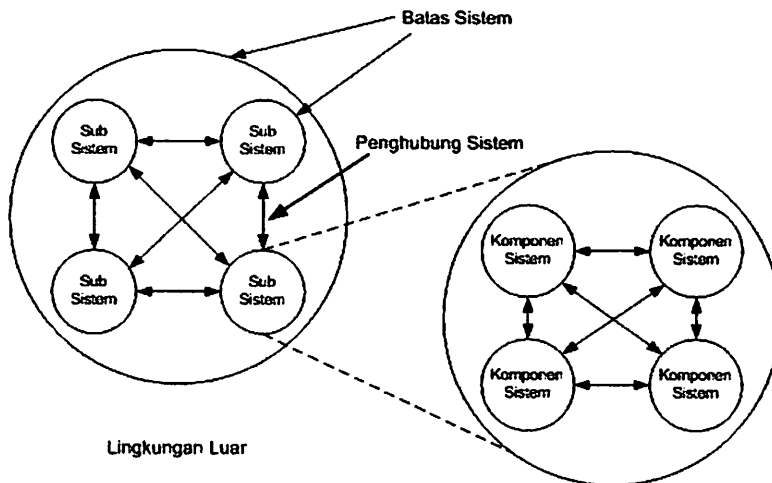 Batas Sistem
Sub
Sistem
Sub
Sistem
Penghubung Sistem
Sub
Sistem
Sub
Sistem
Komponen
Sistem
Komponen
Sistem
Komponen
Sistem
Komponen
Sistem
Lingkungan Luar